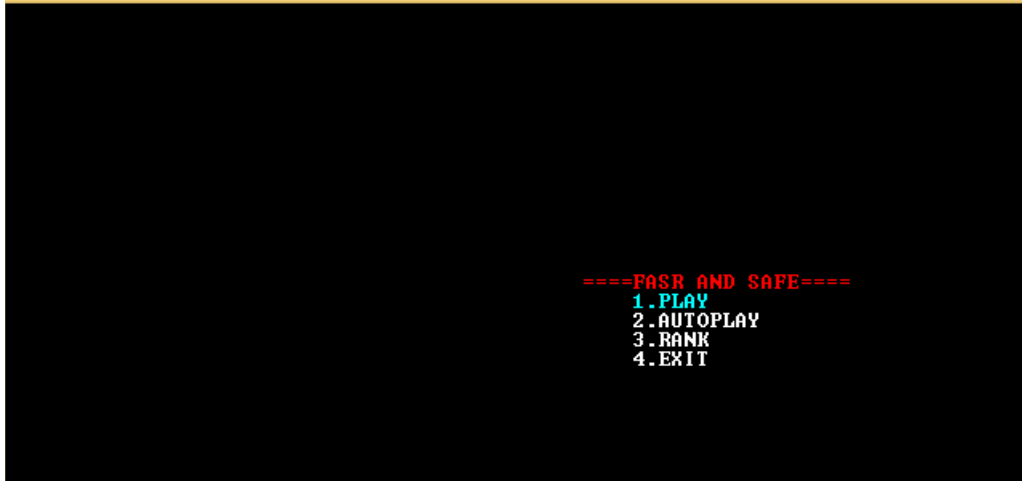 ====FASR AND SAFE====
1.PLAY
2.AUTOPLAY
3.RANK
4.EXIT